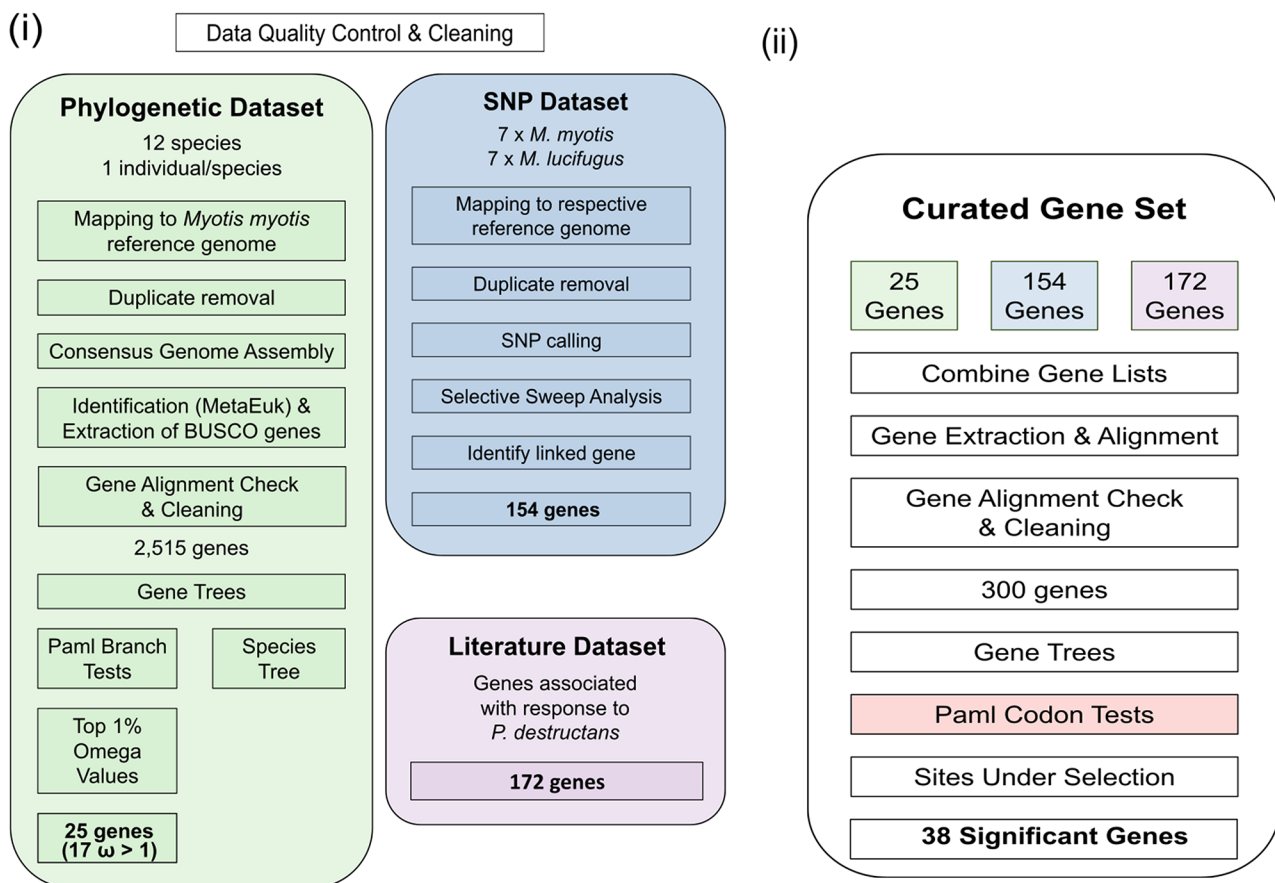 (i)
Data Quality Control & Cleaning
Phylogenetic Dataset
12 species
1 individual/species
Mapping to Myotis myotis
reference genome
Duplicate removal
Consensus Genome Assembly
Identification (MetaEuk) &
Extraction of BUSCO genes
Gene Alignment Check
& Cleaning
2,515 genes
Gene Trees
Paml Branch
Tests
Species
Tree
Top 1%
Omega
Values
25 genes
(17 ω > 1)
SNP Dataset
7 x M. myotis
7 x M. lucifugus
Mapping to respective
reference genome
Duplicate removal
SNP calling
Selective Sweep Analysis
Identify linked gene
154 genes
Literature Dataset
Genes associated
with response to
P. destructans
172 genes
(ii)
Curated Gene Set
25
Genes
154
Genes
172
Genes
Combine Gene Lists
Gene Extraction & Alignment
Gene Alignment Check
& Cleaning
300 genes
Gene Trees
Paml Codon Tests
Sites Under Selection
38 Significant Genes